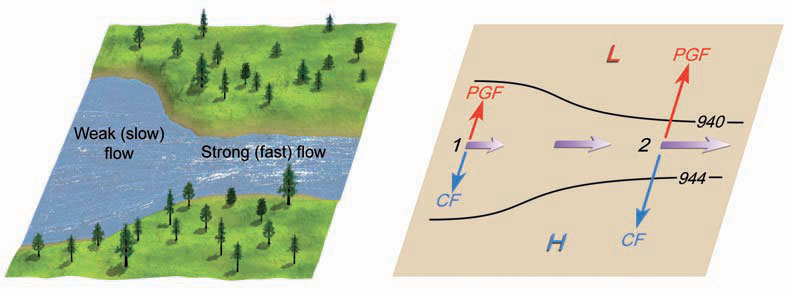 Weak (slow)
flow
Strong (fast) flow
L
PGF
PGF
940
1
2
944
CF
CF
H